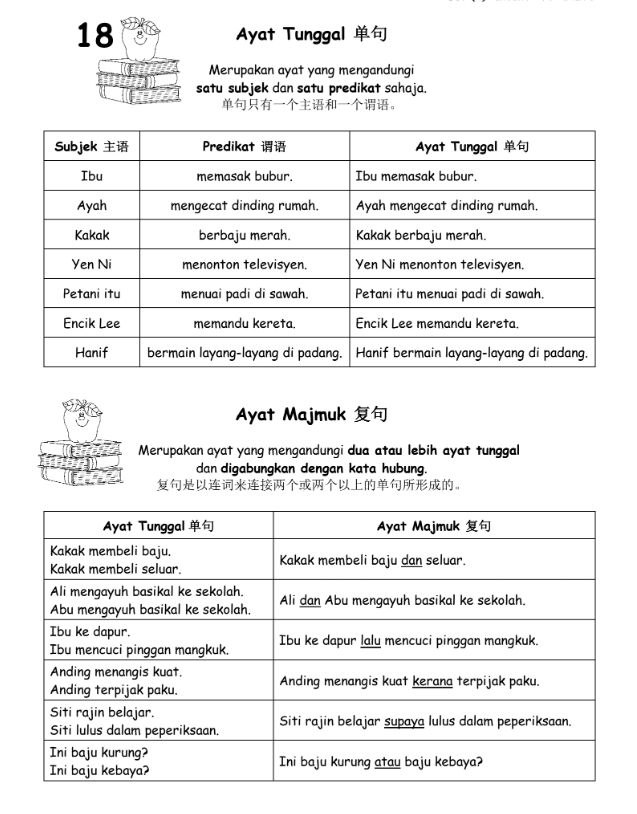 18
Ayat Tunggal 单句
Merupakan ayat yang mengandungi
satu subjek dan satu predikat sahaja.
单句只有一个主语和一个谓语。
Subjek 主语 Predikat 谓语 Ayat Tunggal 单句
Ibu memasak bubur. Ibu memasak bubur.
Ayah mengecat dinding rumah. Ayah mengecat dinding rumah.
Kakak berbaju merah. Kakak berbaju merah.
Yen Ni menonton televisyen. Yen Ni menonton televisyen.
Petani itu menuai padi di sawah. Petani itu menuai padi di sawah.
Encik Lee memandu kereta. Encik Lee memandu kereta.
Hanif bermain layang-layang di padang. Hanif bermain layang-layang di padang.
Ayat Majmuk 复句
Merupakan ayat yang mengandungi dua atau lebih ayat tunggal
dan digabungkan dengan kata hubung.
复句是以连词来连接两个或两个以上的单句所形成的。
Ayat Tunggal 单句 Ayat Majmuk 复句
Kakak membeli baju.
Kakak membeli seluar.
Kakak membeli baju dan seluar.
Ali mengayuh basikal ke sekolah.
Abu mengayuh basikal ke sekolah.
Ali dan Abu mengayuh basikal ke sekolah.
Ibu ke dapur.
Ibu mencuci pinggan mangkuk.
Ibu ke dapur lalu mencuci pinggan mangkuk.
Anding menangis kuat.
Anding terpijak paku.
Anding menangis kuat kerana terpijak paku.
Siti rajin belajar.
Siti lulus dalam peperiksaan.
Siti rajin belajar supaya lulus dalam peperiksaan.
Ini baju kurung?
Ini baju kebaya?
Ini baju kurung atau baju kebaya?